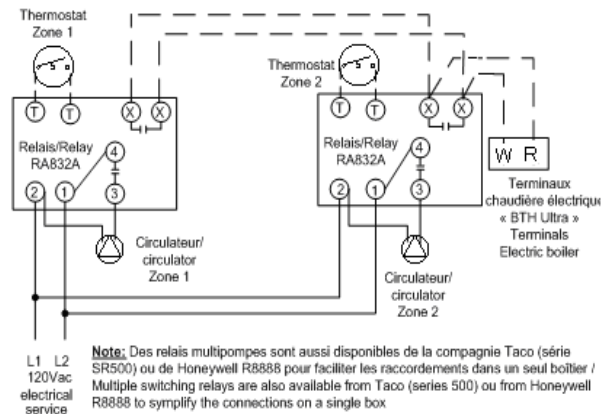 Thermostat
Zone 1
T T X X
Relais/Relay
RA832A
4
2 1 3
Circulateur/
circulator
Zone 1
Thermostat
Zone 2
T T X X
Relais/Relay
RA832A
4
2 1 3
Circulateur/
circulator
Zone 2
W R
Terminaux
chaudière électrique
« BTH Ultra »
Terminals
Electric boiler
L1 L2
120Vac
electrical
service
Note: Des relais multipompes sont aussi disponibles de la compagnie Taco (série
SR500) ou de Honeywell R8888 pour faciliter les raccordements dans un seul boîtier /
Multiple switching relays are also available from Taco (series 500) or from Honeywell
R8888 to symplify the connections on a single box